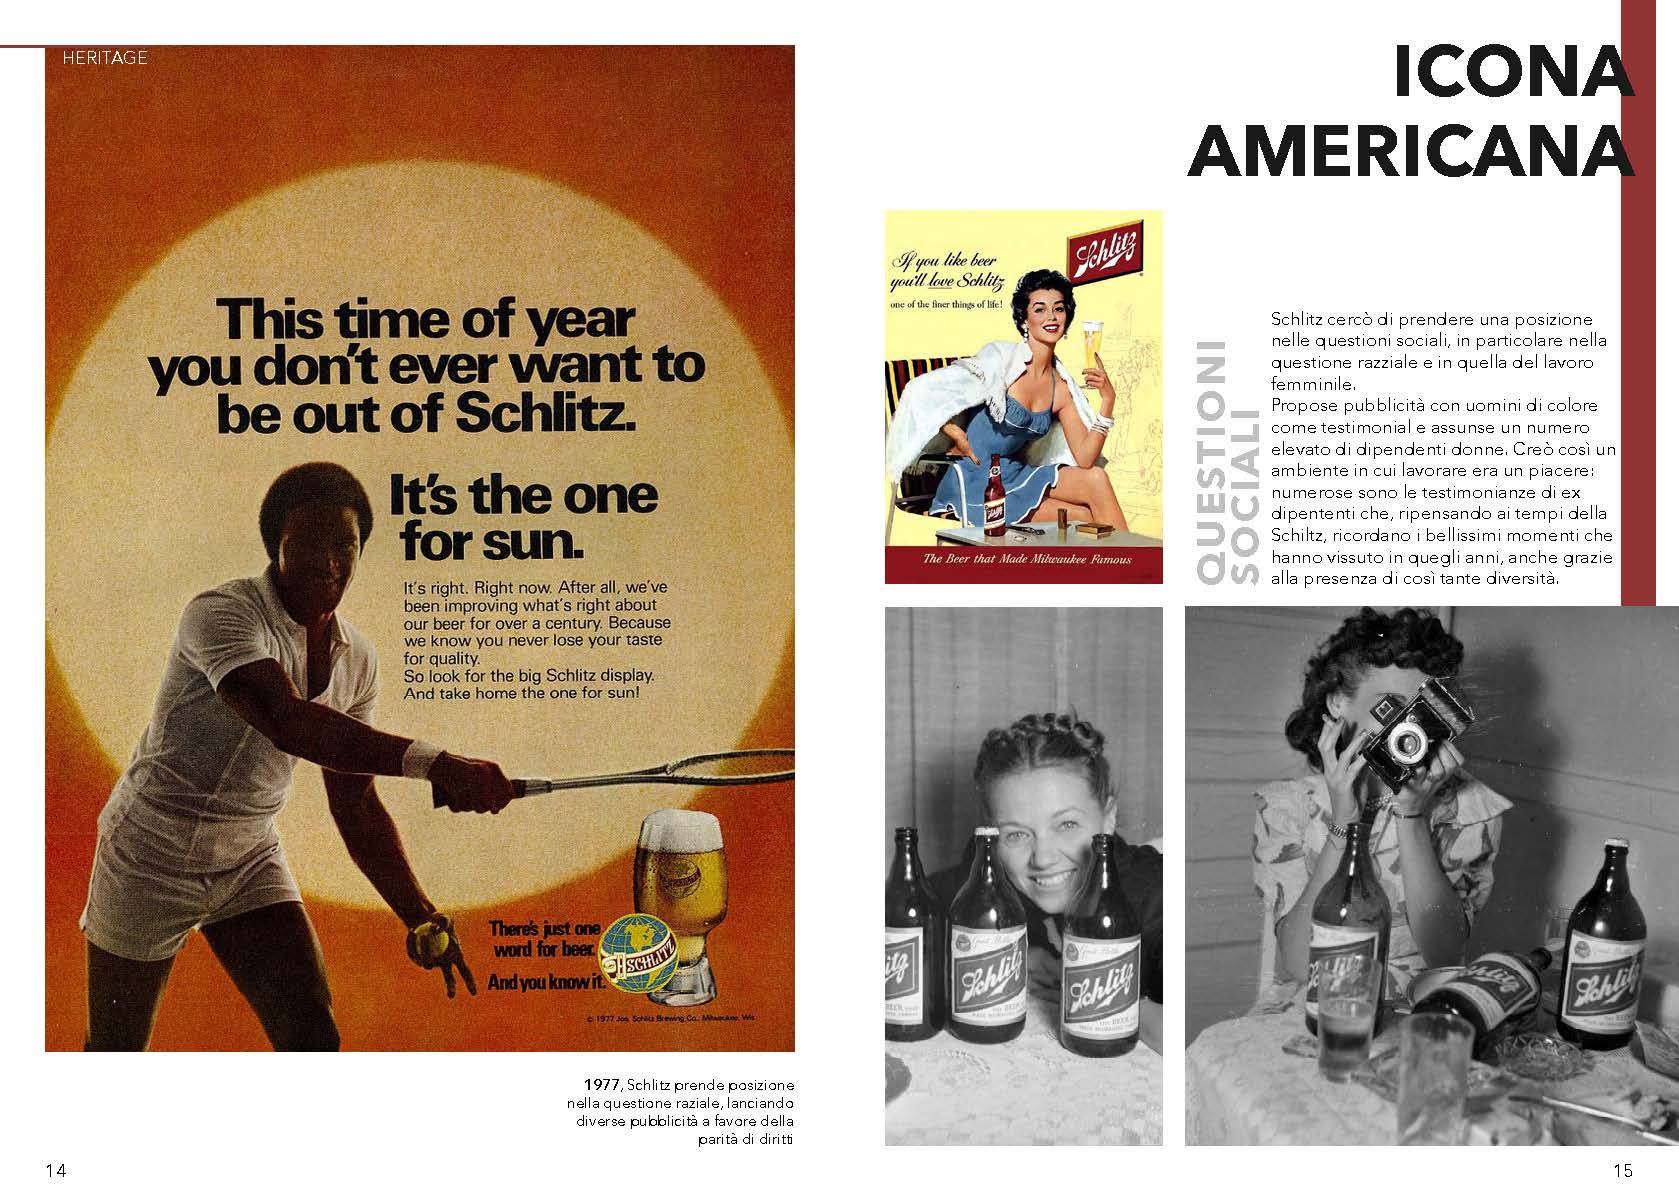 HERITAGE
This time of year
you don't ever want to
be out of Schlitz.
It's the one
for sun.
It's right. Right now. After all, we've
been improving what's right about
our beer for over a century. Because
we know you never lose your taste
for quality.
So look for the big Schlitz display.
And take home the one for sun!
There's just one
word for beer.
And you know it.
SCHLITZ
© 1977 Jos. Schlitz Brewing Co., Milwaukee, Wis.
1977, Schlitz prende posizione
nella questione raziale, lanciando
diverse pubblicità a favore della
parità di diritti
14
ICONA
AMERICANA
If you like beer
you'll love Schlitz
one of the finer things of life!
Schlitz
Schlitz
The Beer that Made Milwaukee Famous
QUESTIONI
SOCIALI
Schlitz cercò di prendere una posizione
nelle questioni sociali, in particolare nella
questione razziale e in quella del lavoro
femminile.
Propose pubblicità con uomini di colore
come testimonial e assunse un numero
elevato di dipendenti donne. Creò così un
ambiente in cui lavorare era un piacere:
numerose sono le testimonianze di ex
dipententi che, ripensando ai tempi della
Schiltz, ricordano i bellissimi momenti che
hanno vissuto in quegli anni, anche grazie
alla presenza di così tante diversità.
litz
Schlitz
Schlitz
THE BEER THAT
Schlitz
Schlitz
Schlitz
15